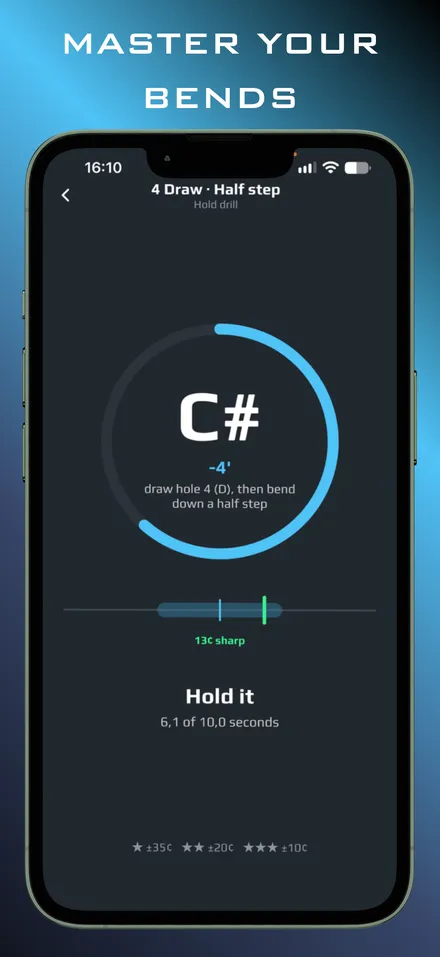 MASTER YOUR
BENDS
16:10
4 Draw · Half step
Hold drill
C#
-4'
draw hole 4 (D), then bend
down a half step
13¢ sharp
Hold it
6,1 of 10,0 seconds
★ ±35¢ ★★ ±20¢ ★★★ ±10¢